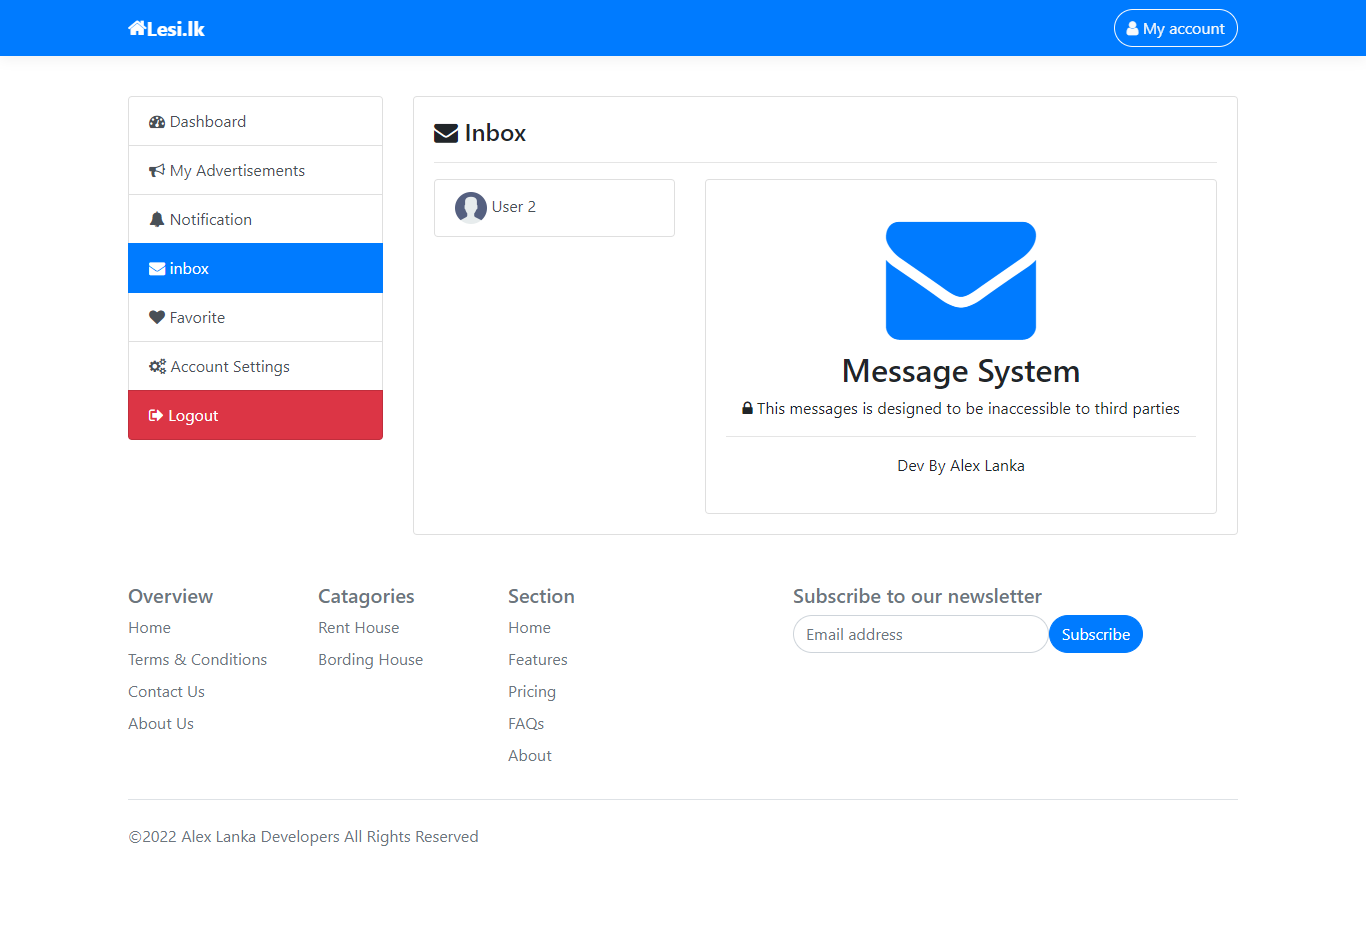 Lesi.lk
My account
Dashboard
My Advertisements
Notification
inbox
Favorite
Account Settings
Logout
Inbox
User 2
Message System
This messages is designed to be inaccessible to third parties
Dev By Alex Lanka
Overview
Home
Terms & Conditions
Contact Us
About Us
Catagories
Rent House
Bording House
Section
Home
Features
Pricing
FAQs
About
Subscribe to our newsletter
Email address
Subscribe
©2022 Alex Lanka Developers All Rights Reserved